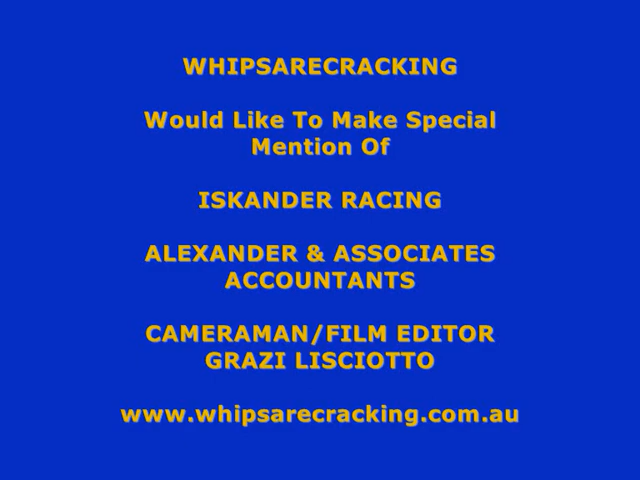 WHIPSARECRACKING
Would Like To Make Special
Mention Of
ISKANDER RACING
ALEXANDER & ASSOCIATES
ACCOUNTANTS
CAMERAMAN/FILM EDITOR
GRAZI LISCIOTTO
www.whipsarecracking.com.au